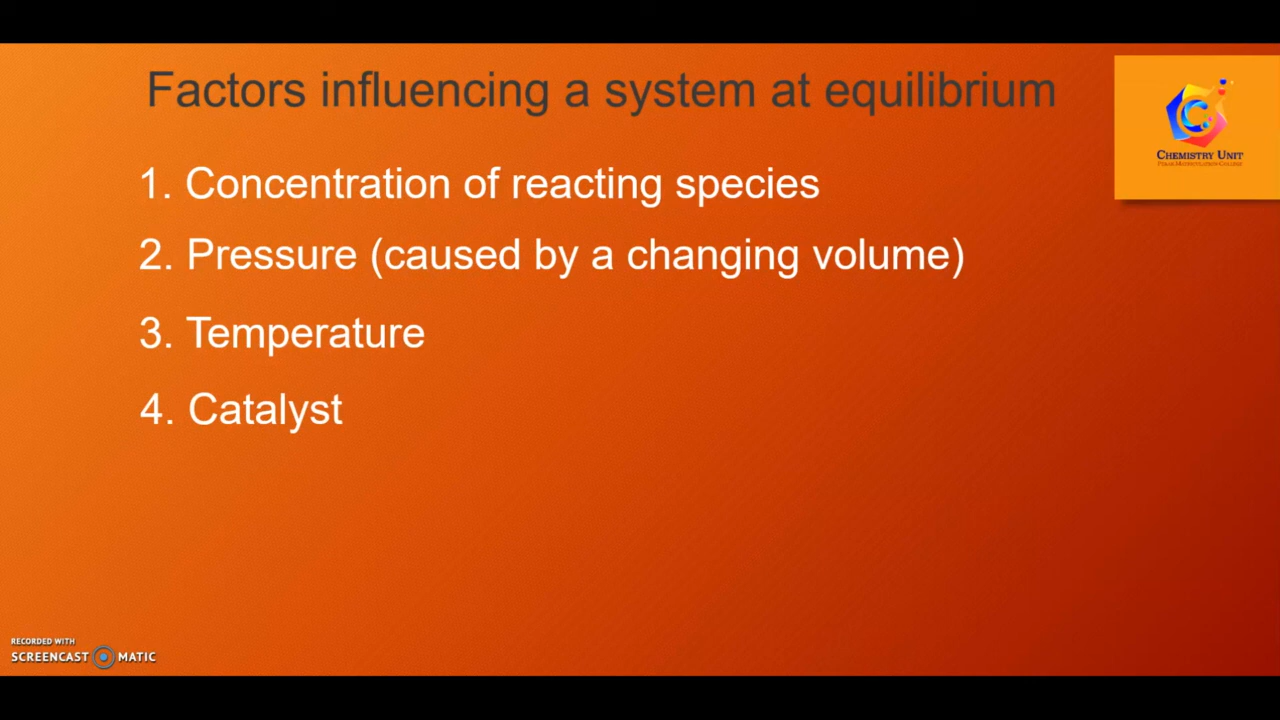 Factors influencing a system at equilibrium
1. Concentration of reacting species
2. Pressure (caused by a changing volume)
3. Temperature
4. Catalyst
CHEMISTRY UNIT
RECORDED WITH
SCREENCAST MATIC